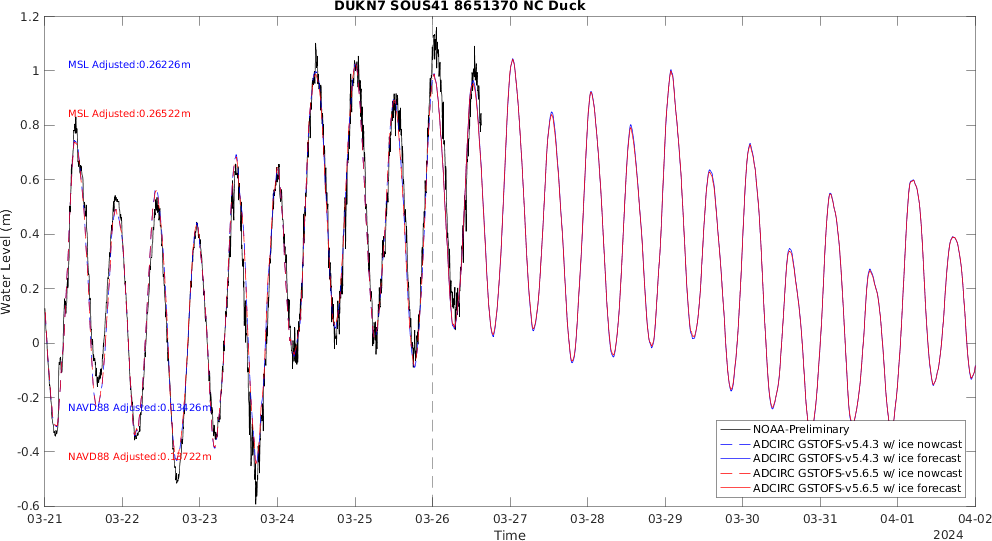 DUKN7 SOUS41 8651370 NC Duck
1.2
1
0.8
0.6
0.4
0.2
0
-0.2
-0.4
-0.6
Water Level (m)
MSL Adjusted:0.26226m
MSL Adjusted:0.26522m
NAVD88 Adjusted:0.13426m
NAVD88 Adjusted:0.13722m
NOAA-Preliminary
ADCIRC GSTOFS-v5.4.3 w/ ice nowcast
ADCIRC GSTOFS-v5.4.3 w/ ice forecast
ADCIRC GSTOFS-v5.6.5 w/ ice nowcast
ADCIRC GSTOFS-v5.6.5 w/ ice forecast
03-21 03-22 03-23 03-24 03-25 03-26 03-27 03-28 03-29 03-30 03-31 04-01 04-02
Time
2024